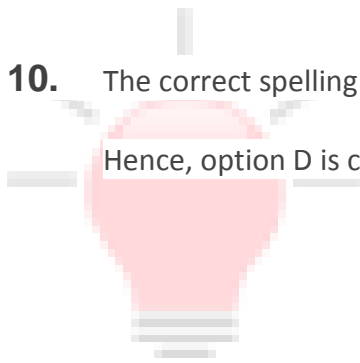 10. The correct spelling
Hence, option D is c